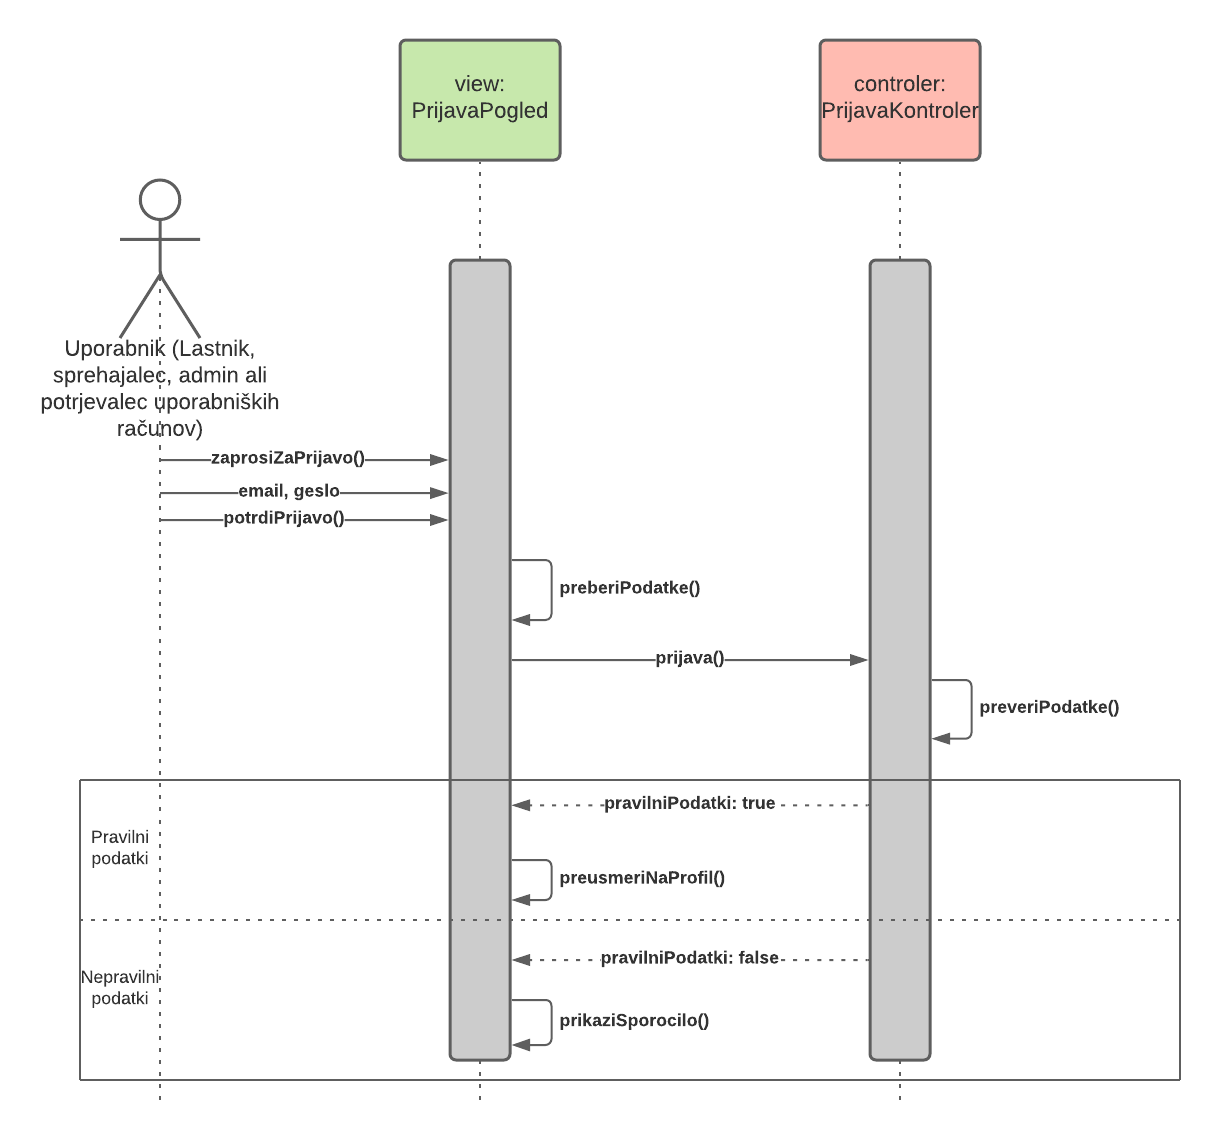 view:
PrijavaPogled
controler:
PrijavaKontroler
Uporabnik (Lastnik,
sprehajalec, admin ali
potrjevalec uporabniških
računov)
zaprosiZaPrijavo()
email, geslo
potrdiPrijavo()
preberiPodatke()
prijava()
preveriPodatke()
pravilniPodatki: true
Pravilni
podatki
preusmeriNaProfil()
pravilniPodatki: false
Nepravilni
podatki
prikaziSporocilo()